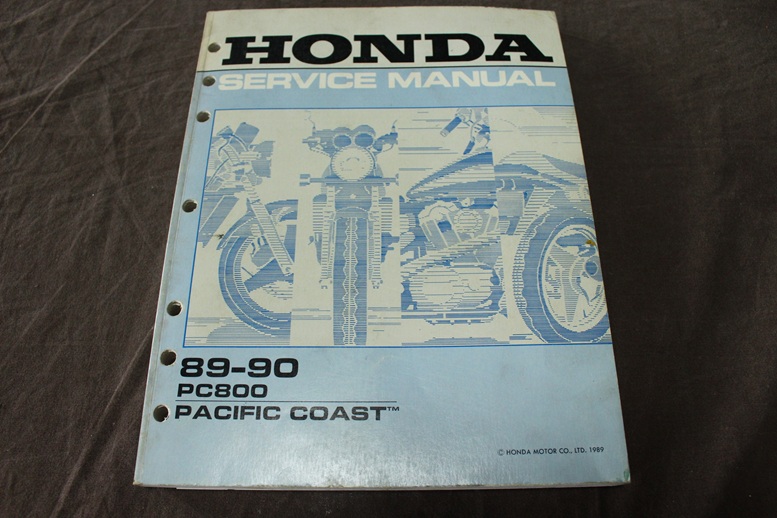 HONDA
SERVICE MANUAL
89-90
PC800
PACIFIC COAST™
© HONDA MOTOR CO., LTD. 1989